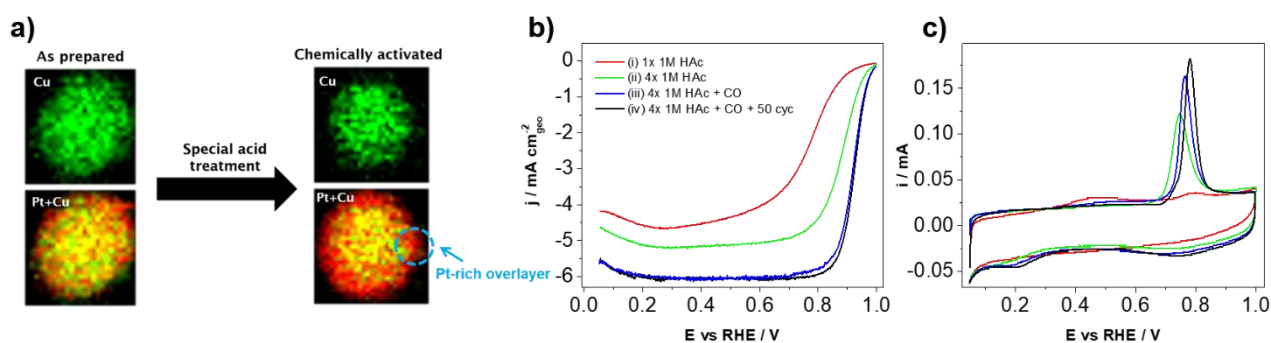 a)
As prepared
Cu
Pt+Cu
Special acid
treatment
Chemically activated
Cu
Pt+Cu
Pt-rich overlayer
b)
j / mA cm-2geo
0
-1
-2
-3
-4
-5
-6
(i) 1x 1M HAc
(ii) 4x 1M HAc
(iii) 4x 1M HAc + CO
(iv) 4x 1M HAc + CO + 50 cyc
0.0 0.2 0.4 0.6 0.8 1.0
E vs RHE / V
c)
i / mA
0.15
0.10
0.05
0.00
-0.05
0.2 0.4 0.6 0.8 1.0
E vs RHE / V